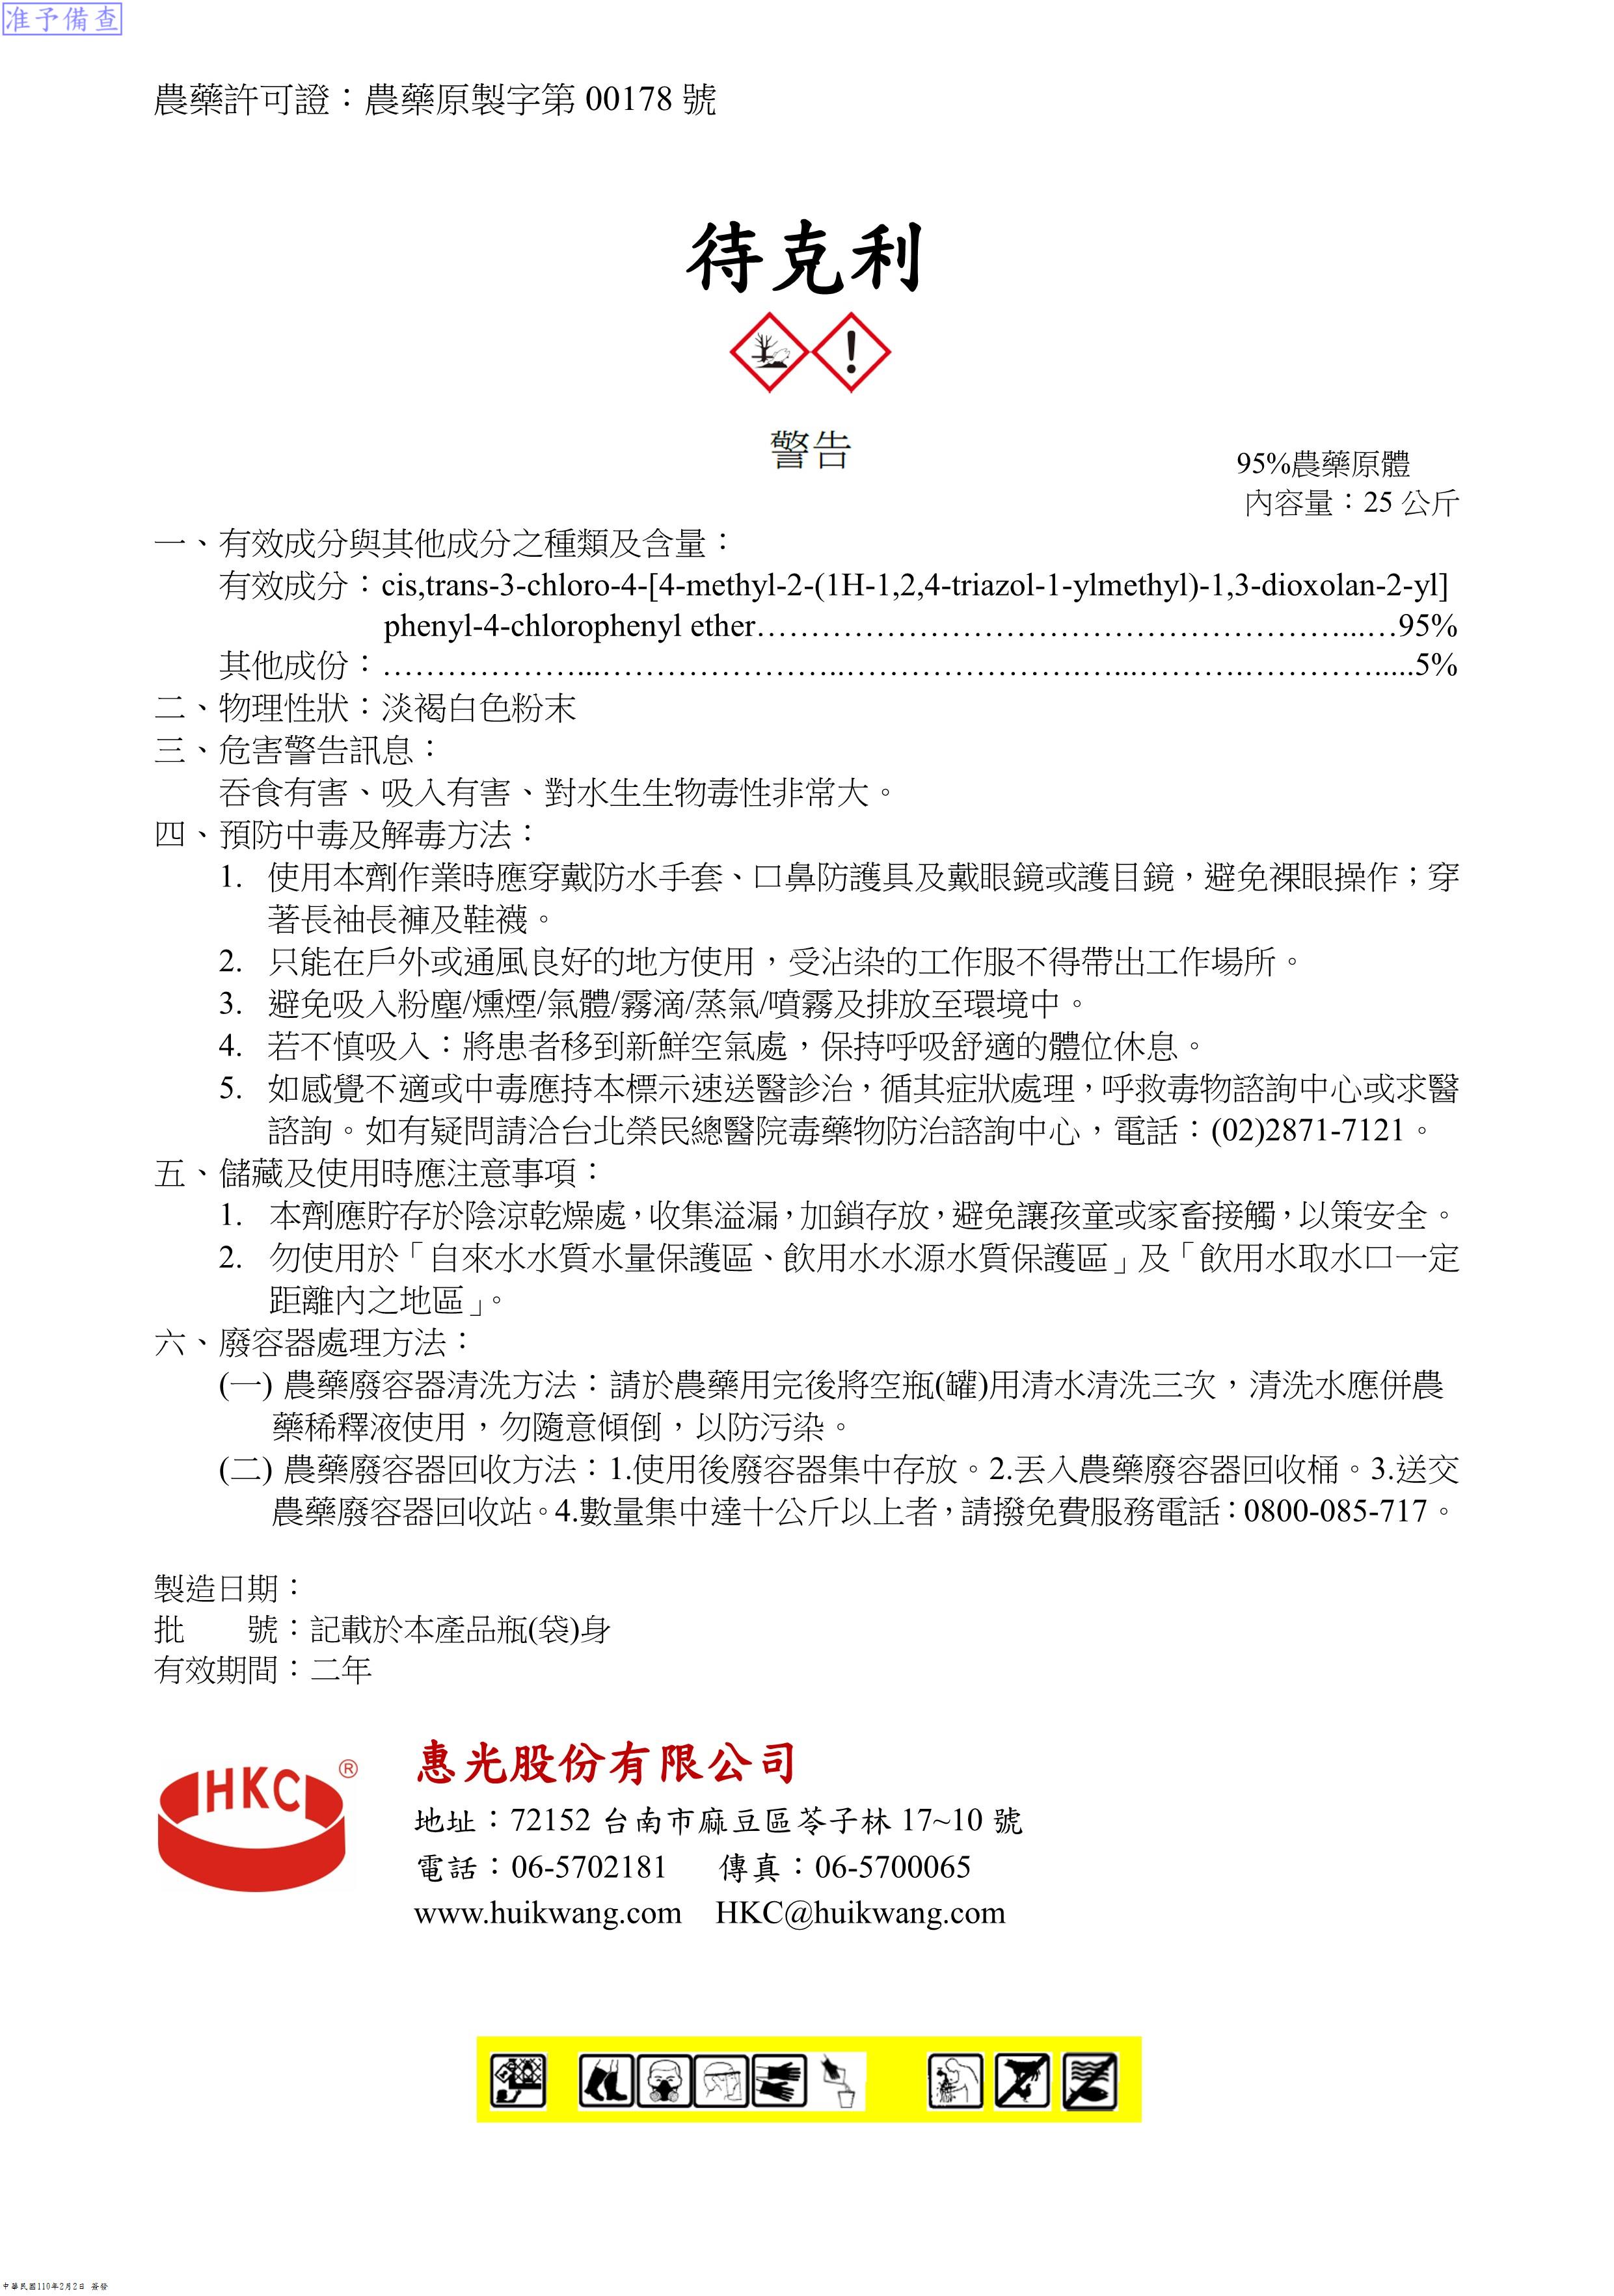 准予備查
農藥許可證：農藥原製字第 00178 號
待克利
警告
95%農藥原體
內容量：25 公斤
一、有效成分與其他成分之種類及含量：
有效成分：cis,trans-3-chloro-4-[4-methyl-2-(1H-1,2,4-triazol-1-ylmethyl)-1,3-dioxolan-2-yl]
phenyl-4-chlorophenyl ether…………………………………………………...…95%
其他成份：…………………..…………………….……………………….…..…………….…………......5%
二、物理性狀：淡褐白色粉末
三、危害警告訊息：
吞食有害、吸入有害、對水生生物毒性非常大。
四、預防中毒及解毒方法：
1. 使用本劑作業時應穿戴防水手套、口鼻防護具及戴眼鏡或護目鏡，避免裸眼操作；穿
著長袖長褲及鞋襪。
2. 只能在戶外或通風良好的地方使用，受沾染的工作服不得帶出工作場所。
3. 避免吸入粉塵/燻煙/氣體/霧滴/蒸氣/噴霧及排放至環境中。
4. 若不慎吸入：將患者移到新鮮空氣處，保持呼吸舒適的體位休息。
5. 如感覺不適或中毒應持本標示速送醫診治，循其症狀處理，呼救毒物諮詢中心或求醫
諮詢。如有疑問請洽台北榮民總醫院毒藥物防治諮詢中心，電話：(02)2871-7121。
五、儲藏及使用時應注意事項：
1. 本劑應貯存於陰涼乾燥處，收集溢漏，加鎖存放，避免讓孩童或家畜接觸，以策安全。
2. 勿使用於「自來水水質水量保護區、飲用水水源水質保護區」及「飲用水取水口一定
距離內之地區」。
六、廢容器處理方法：
(一) 農藥廢容器清洗方法：請於農藥用完後將空瓶(罐)用清水清洗三次，清洗水應併農
藥稀釋液使用，勿隨意傾倒，以防污染。
(二) 農藥廢容器回收方法：1.使用後廢容器集中存放。2.丟入農藥廢容器回收桶。3.送交
農藥廢容器回收站。4.數量集中達十公斤以上者，請撥免費服務電話：0800-085-717。
製造日期：
批　　號：記載於本產品瓶(袋)身
有效期間：二年
HKC®
惠光股份有限公司
地址：72152 台南市麻豆區苓子林 17~10 號
電話：06-5702181 傳真：06-5700065
www.huikwang.com HKC@huikwang.com
中華民國110年2月2日 簽發